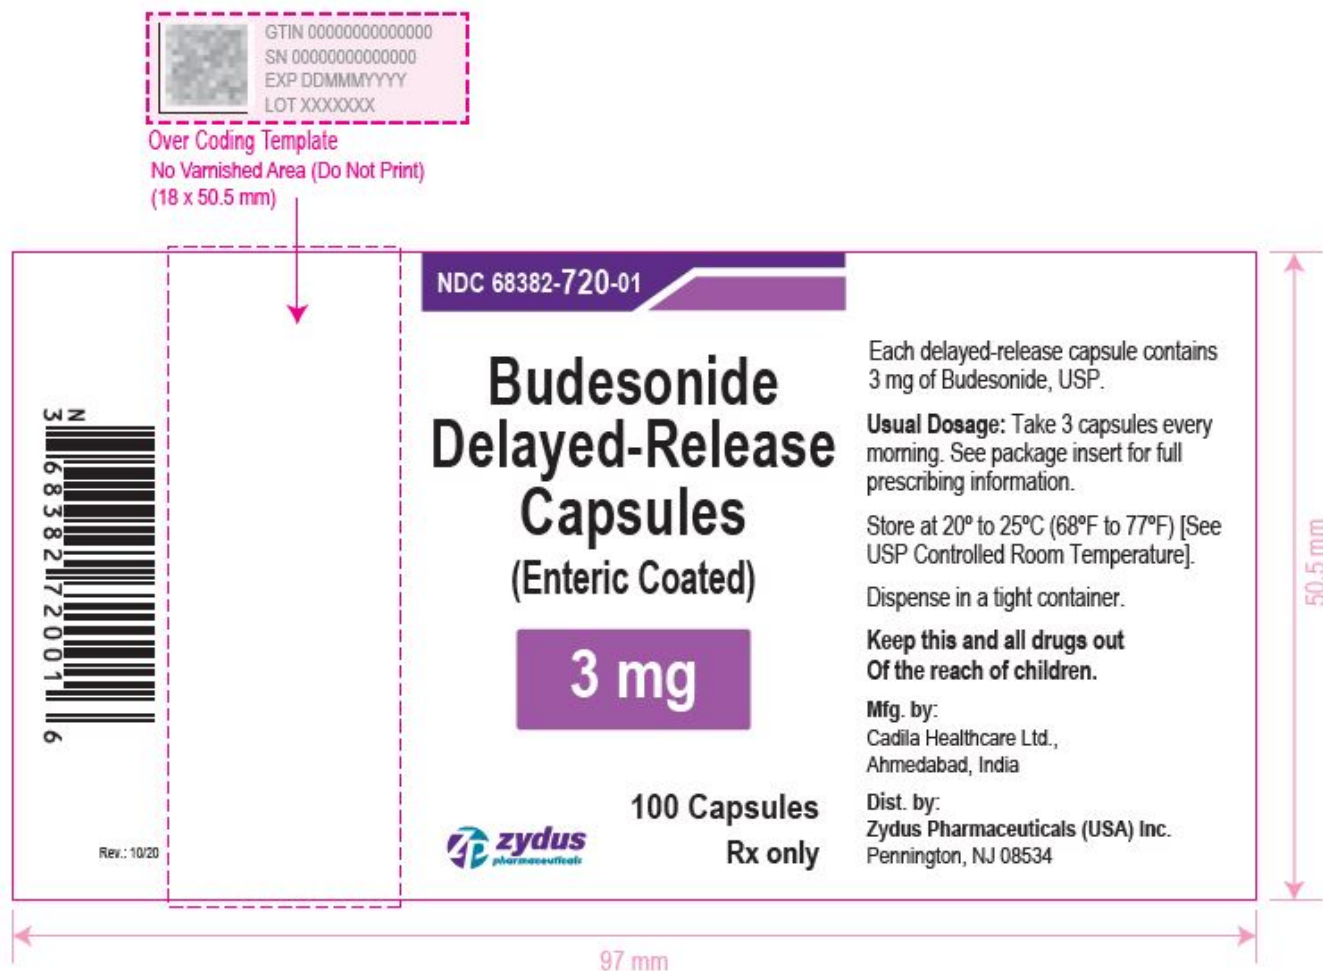 GTIN 00000000000000
SN 00000000000000
EXP DDMMMYYYY
LOT XXXXXXX
Over Coding Template
No Varnished Area (Do Not Print)
(18 x 50.5 mm)
N
3
68382 72001
6
Rev.: 10/20
NDC 68382-720-01
Budesonide
Delayed-Release
Capsules
(Enteric Coated)
3 mg
100 Capsules
Rx only
zydus
pharmaceuticals
Each delayed-release capsule contains
3 mg of Budesonide, USP.
Usual Dosage: Take 3 capsules every
morning. See package insert for full
prescribing information.
Store at 20º to 25ºC (68ºF to 77ºF) [See
USP Controlled Room Temperature].
Dispense in a tight container.
Keep this and all drugs out
Of the reach of children.
Mfg. by:
Cadila Healthcare Ltd.,
Ahmedabad, India
Dist. by:
Zydus Pharmaceuticals (USA) Inc.
Pennington, NJ 08534
50.5 mm
97 mm